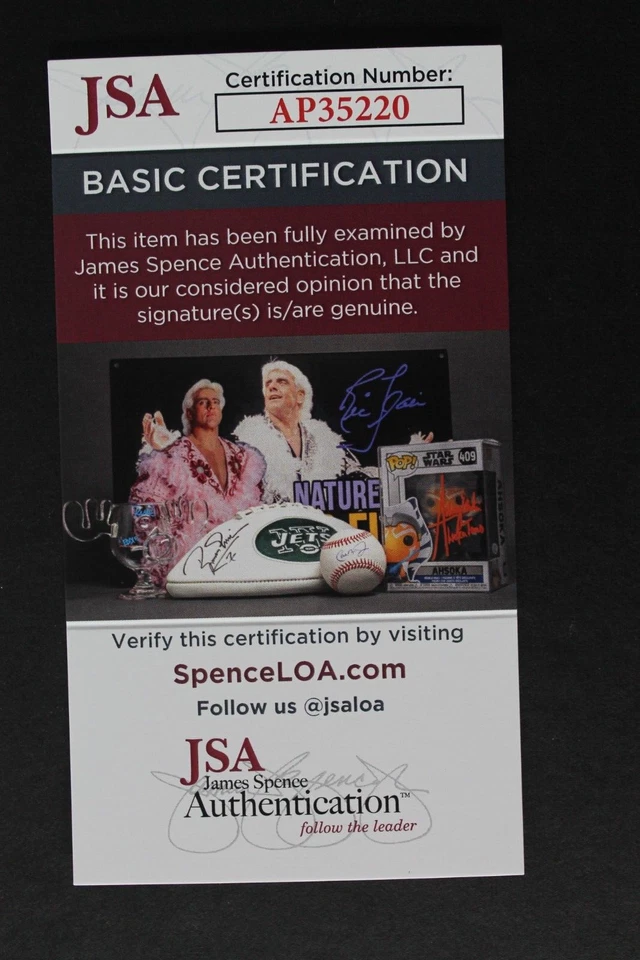 JSA
Certification Number:
AP35220
BASIC CERTIFICATION
This item has been fully examined by
James Spence Authentication, LLC and
it is our considered opinion that the
signature(s) is/are genuine.
NATURE
POP!
STAR
WARS
409
JETS
AHSOKA
Verify this certification by visiting
SpenceLOA.com
Follow us @jsaloa
JSA
James Spence
Authentication™
follow the leader